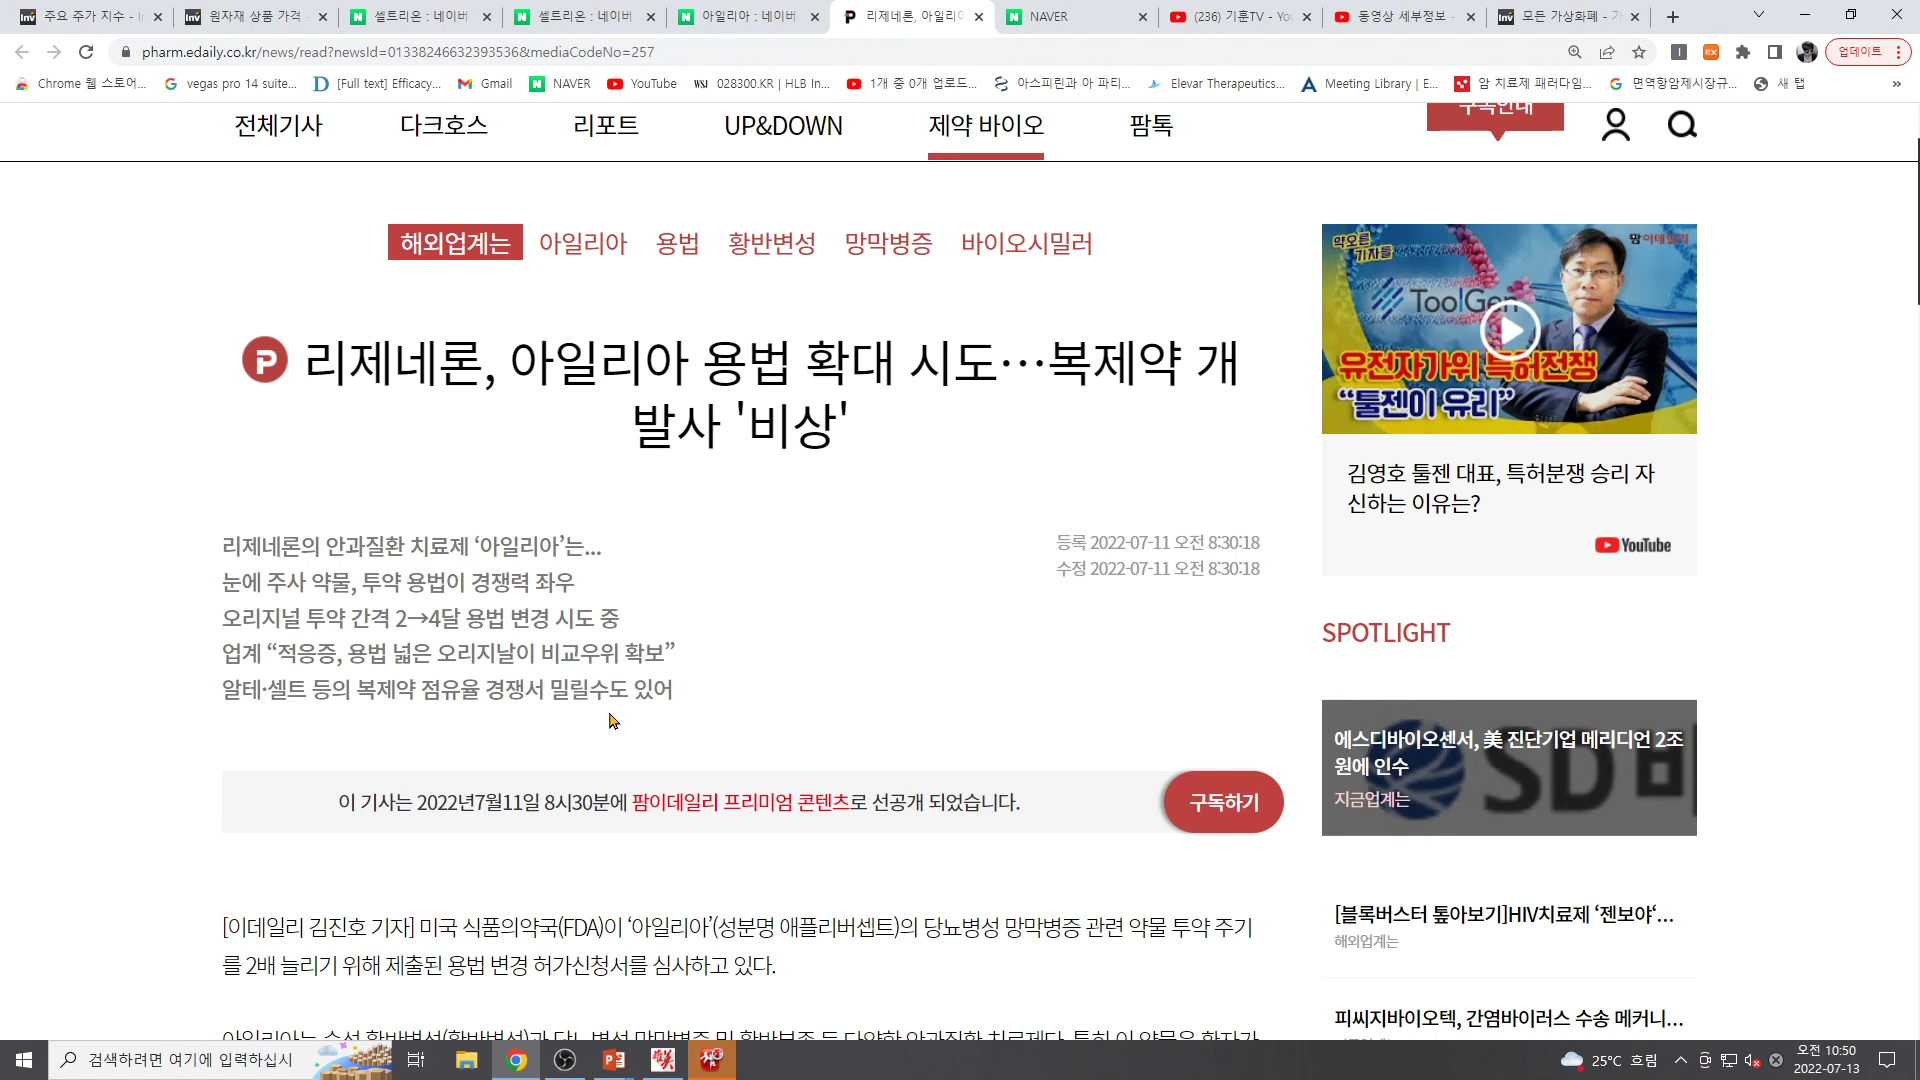 주요 주가 지수 - I
원자재 상품 가격 -
셀트리온 : 네이버
셀트리온 : 네이버
아일리아 : 네이버
리제네론, 아일리아
NAVER
(236) 기훈TV - You
동영상 세부정보 -
모든 가상화폐 - 가
pharm.edaily.co.kr/news/read?newsId=01338246632393536&mediaCodeNo=257
업데이트
Chrome 웹 스토어...
vegas pro 14 suite...
[Full text] Efficacy...
Gmail
NAVER
YouTube
WSJ 028300.KR | HLB In...
1개 중 0개 업로드...
아스피린과 아 파티...
Elevar Therapeutics...
Meeting Library | E...
암 치료제 패러다임...
면역항암제시장규...
새 탭
»
구독안내
전체기사
다크호스
리포트
UP&DOWN
제약 바이오
팜톡
해외업계는 아일리아 용법 황반변성 망막병증 바이오시밀러
리제네론, 아일리아 용법 확대 시도…복제약 개
발사 '비상'
리제네론의 안과질환 치료제 ‘아일리아’는...
눈에 주사 약물, 투약 용법이 경쟁력 좌우
오리지널 투약 간격 2→4달 용법 변경 시도 중
업계 “적응증, 용법 넓은 오리지날이 비교우위 확보”
알테·셀트 등의 복제약 점유율 경쟁서 밀릴수도 있어
등록 2022-07-11 오전 8:30:18
수정 2022-07-11 오전 8:30:18
이 기사는 2022년7월11일 8시30분에 팜이데일리 프리미엄 콘텐츠로 선공개 되었습니다.
구독하기
[이데일리 김진호 기자] 미국 식품의약국(FDA)이 ‘아일리아’(성분명 애플리버셉트)의 당뇨병성 망막병증 관련 약물 투약 주기
를 2배 늘리기 위해 제출된 용법 변경 허가신청서를 심사하고 있다.
아일리아는 습성 황반변성(황반변성)과 당뇨병성 망막병증 및 황반부종 등 다양한 안과질환 치료제다. 특히 이 약물은 환자가
약오른
기자들
팜이데일리
ToolGen
유전자가위 특허전쟁
“툴젠이 유리”
김영호 툴젠 대표, 특허분쟁 승리 자
신하는 이유는?
YouTube
SPOTLIGHT
에스디바이오센서, 美 진단기업 메리디언 2조
원에 인수
지금업계는
SD바
[블록버스터 톺아보기]HIV치료제 ‘젠보야‘...
해외업계는
피씨지바이오텍, 간염바이러스 수송 메커니...
검색하려면 여기에 입력하십시
25°C 흐림
오전 10:50
2022-07-13